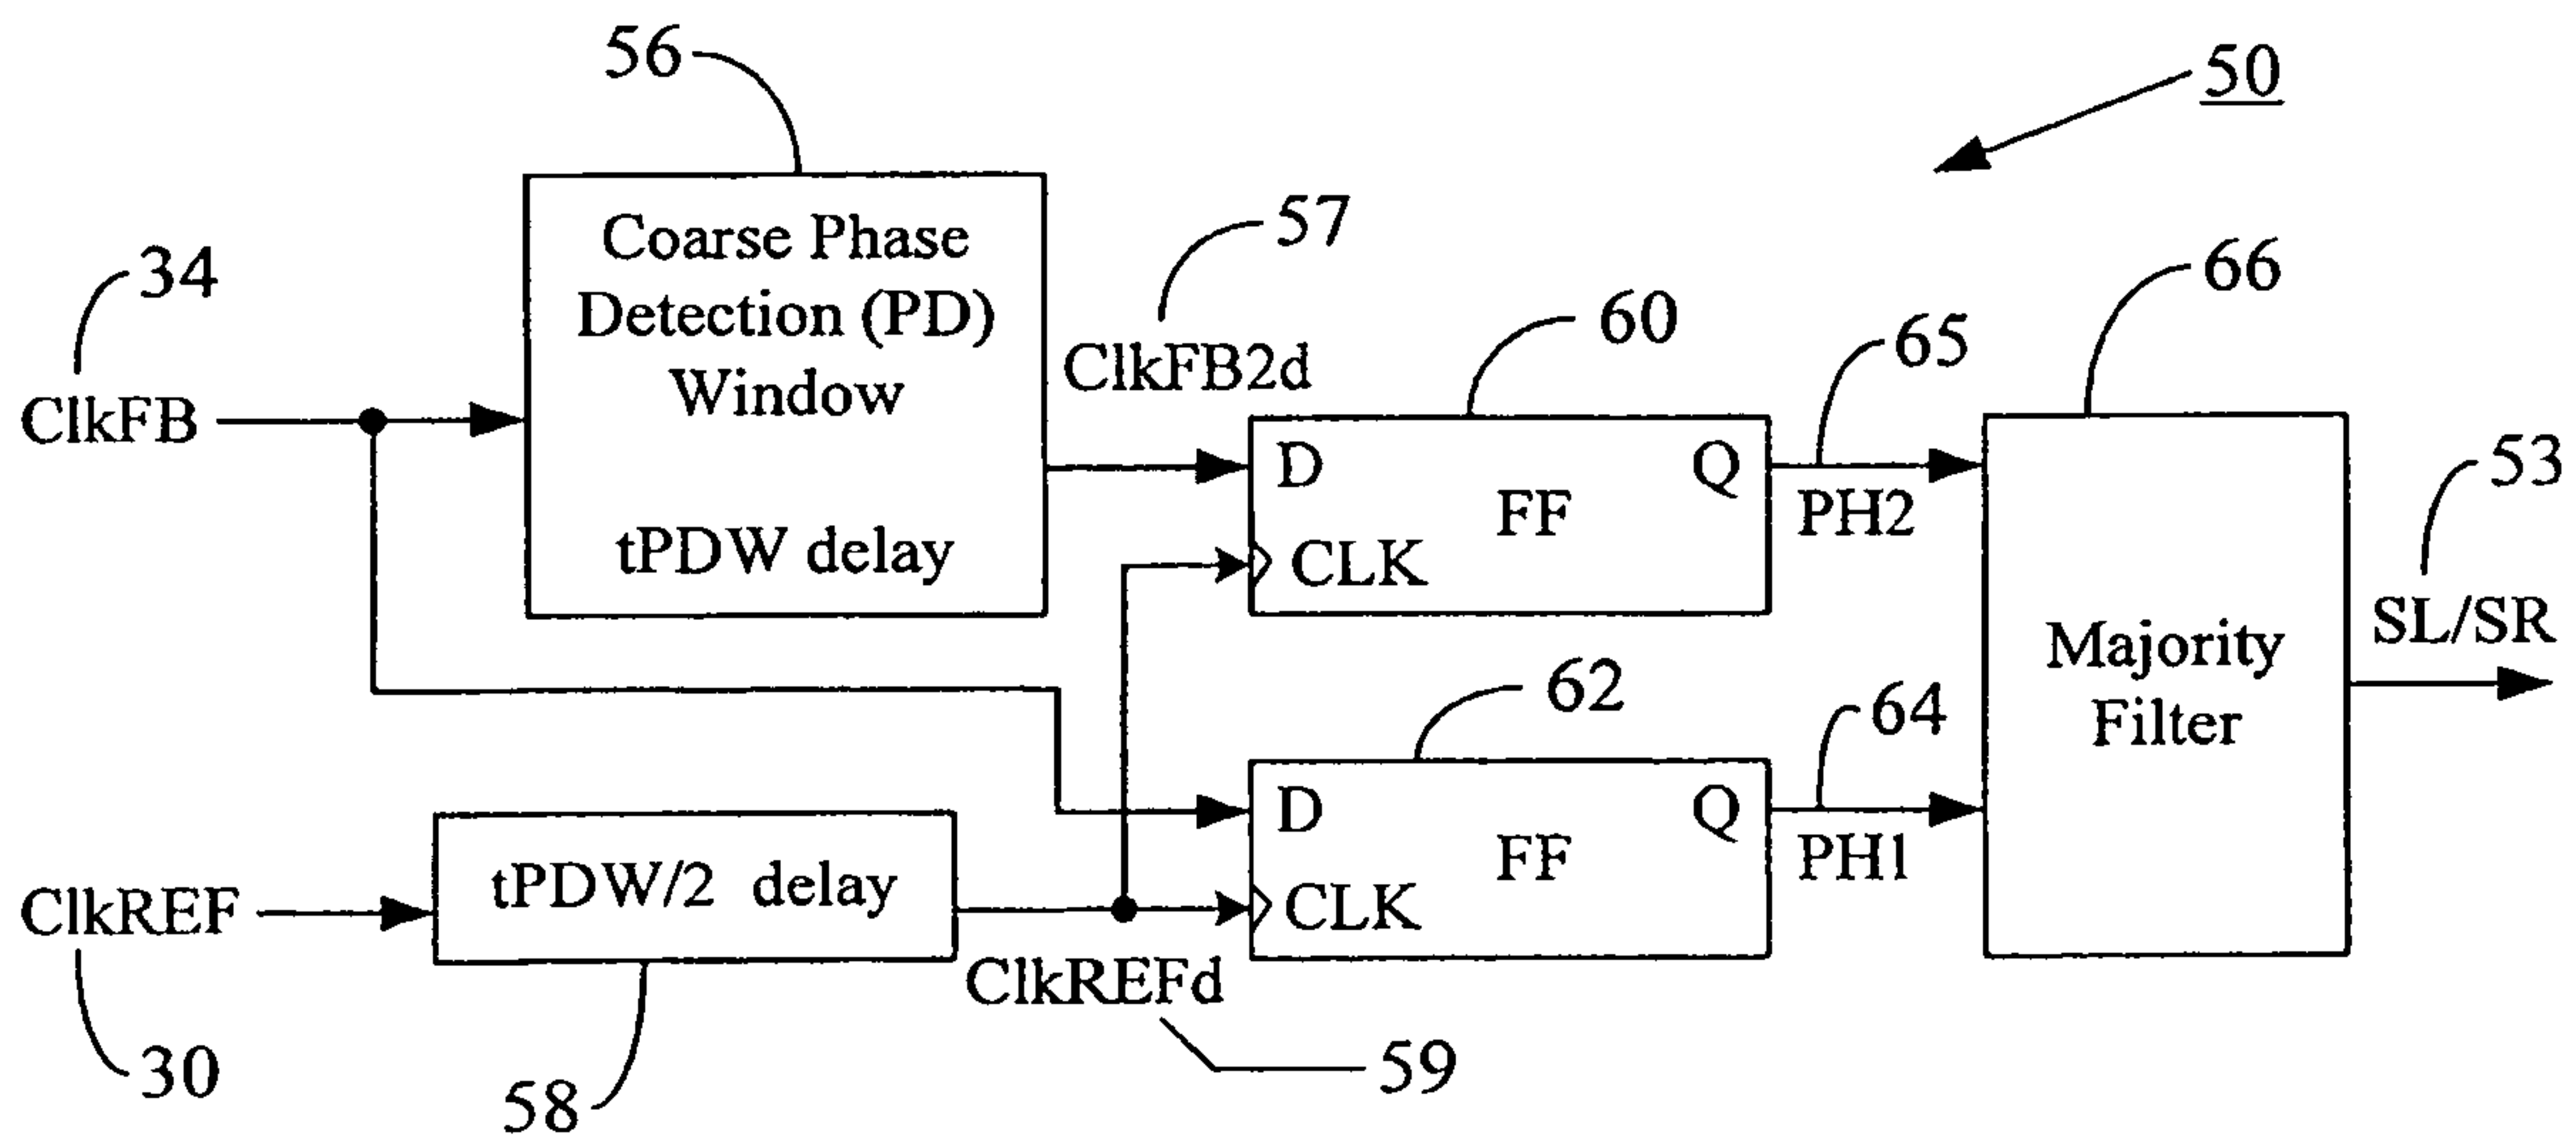 56
50
Coarse Phase
Detection (PD)
Window
tPDW delay
57
34
66
60
65
ClkFB2d
ClkFB
D
Q
FF
CLK
PH2
53
SL/SR
Majority
Filter
62
64
D
Q
FF
CLK
PH1
tPDW/2 delay
ClkREF
ClkREFd
30
58
59